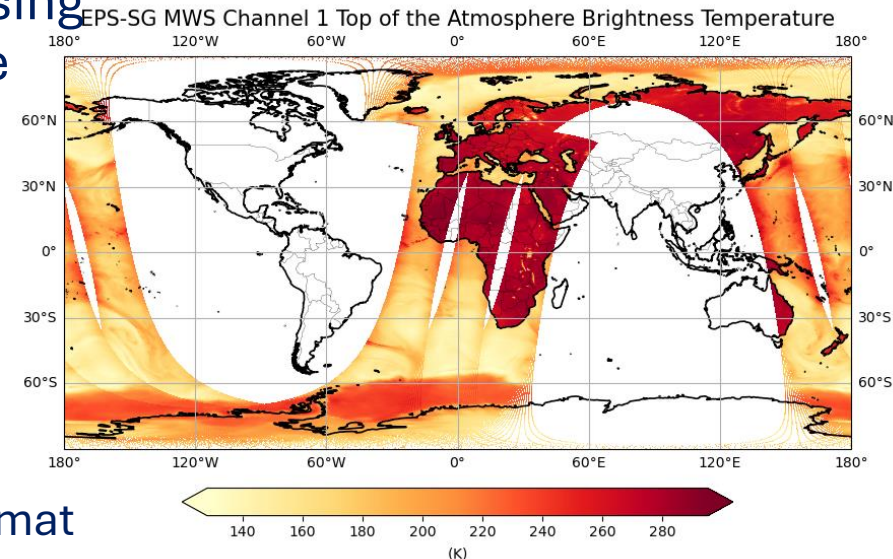 sing
e
EPS-SG MWS Channel 1 Top of the Atmosphere Brightness Temperature
180° 120°W 60°W 0° 60°E 120°E 180°
60°N 60°N
30°N 30°N
0° 0°
30°S 30°S
60°S 60°S
180° 120°W 60°W 0° 60°E 120°E 180°
mat
140 160 180 200 220 240 260 280
(K)